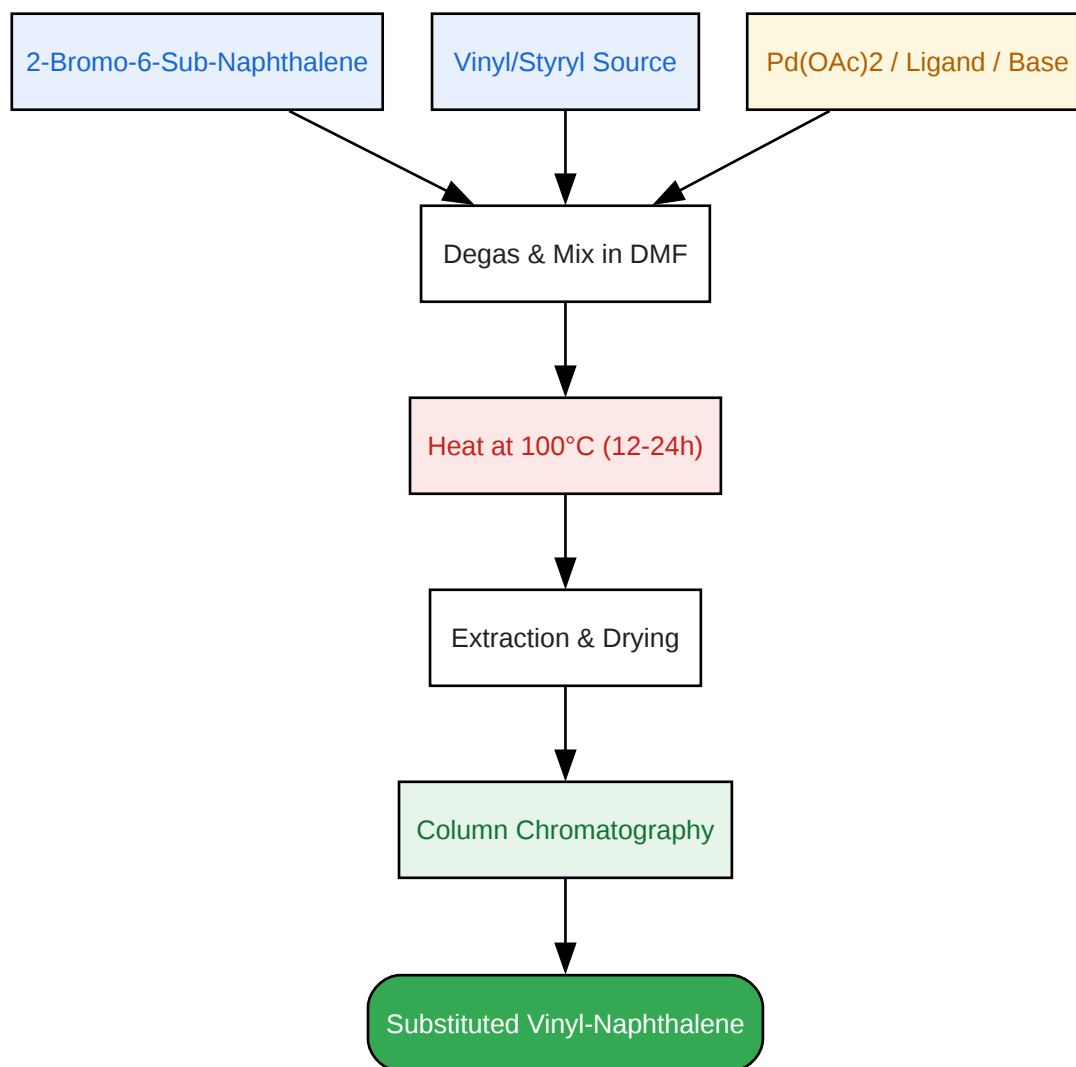 2-Bromo-6-Sub-Naphthalene
Vinyl/Styryl Source
Pd(OAc)2 / Ligand / Base
Degas & Mix in DMF
Heat at 100°C (12-24h)
Extraction & Drying
Column Chromatography
Substituted Vinyl-Naphthalene